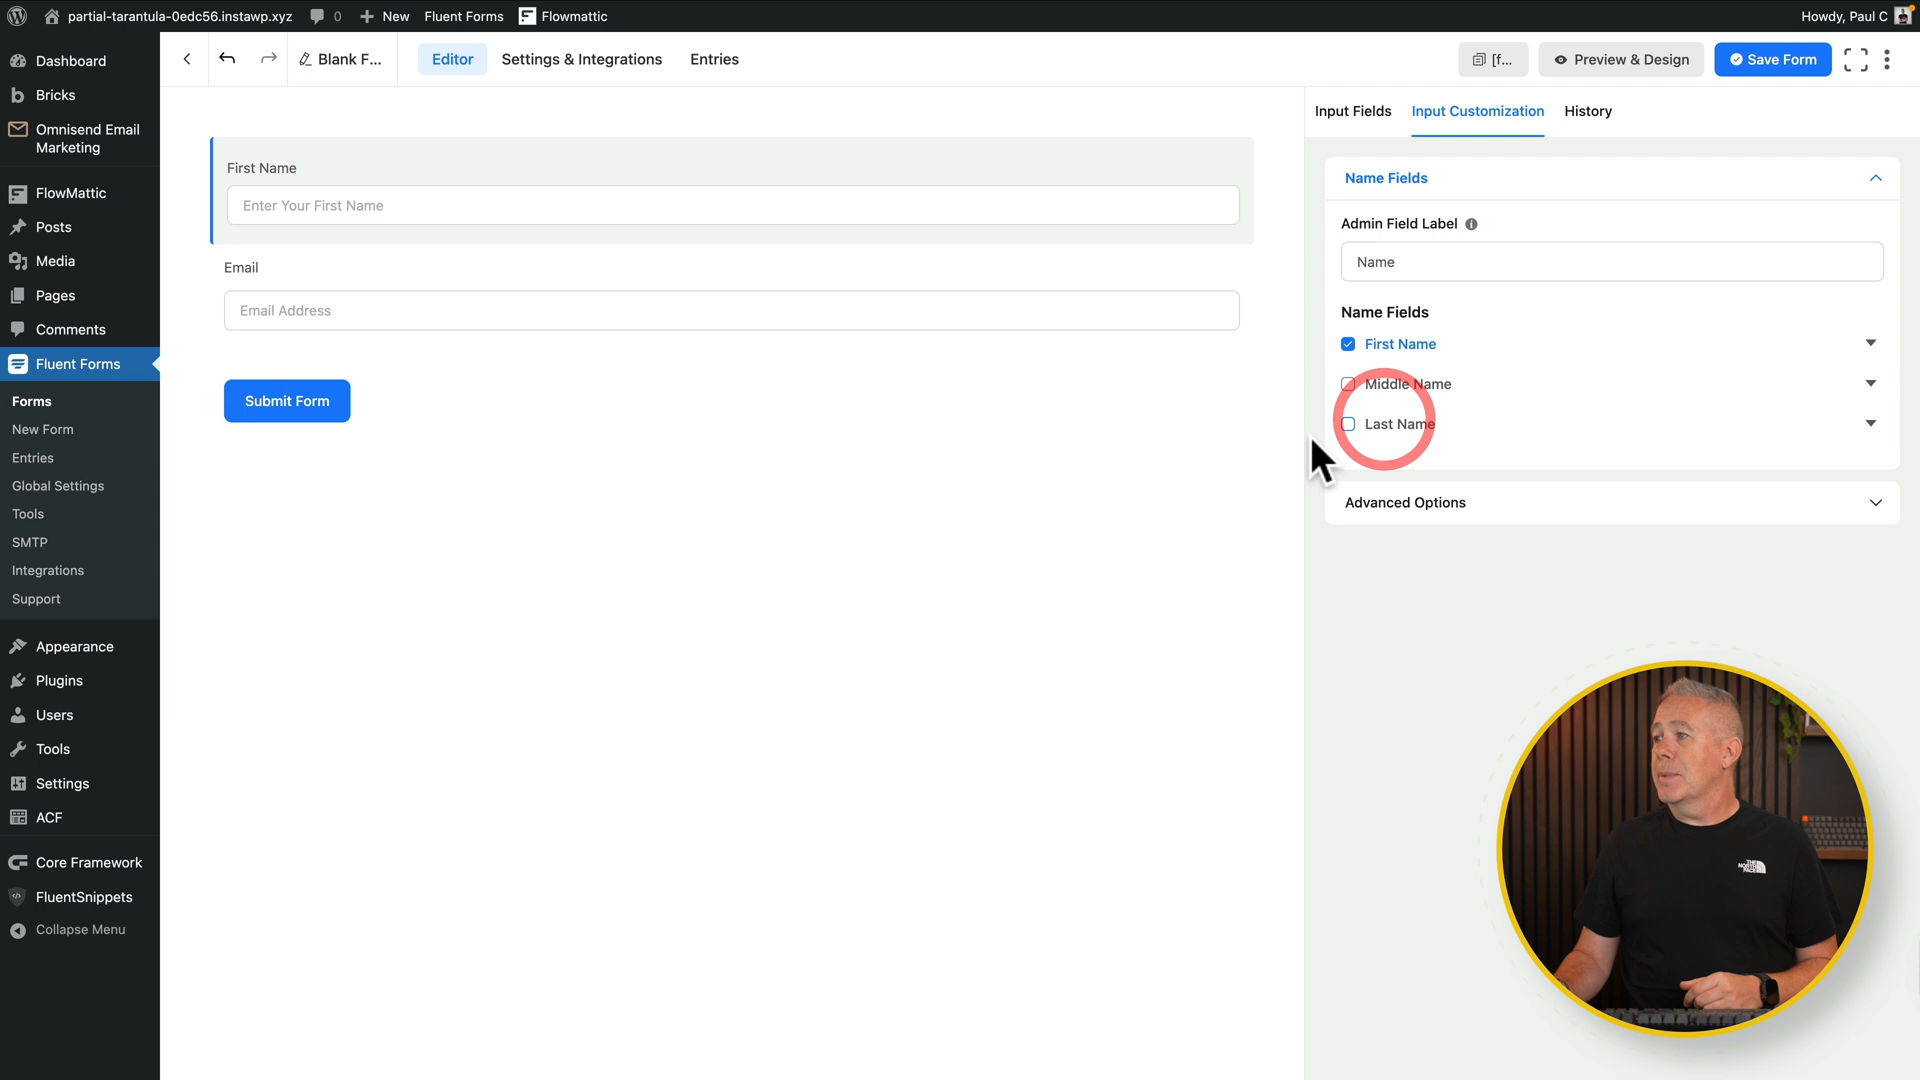 partial-tarantula-0edc56.instawp.xyz 0 New Fluent Forms Flowmattic Howdy, Paul C
Dashboard
Bricks
Omnisend Email
Marketing
FlowMattic
Posts
Media
Pages
Comments
Fluent Forms
Forms
New Form
Entries
Global Settings
Tools
SMTP
Integrations
Support
Appearance
Plugins
Users
Tools
Settings
ACF
Core Framework
FluentSnippets
Collapse Menu
Blank F... Editor Settings & Integrations Entries [f... Preview & Design Save Form
First Name
Enter Your First Name
Email
Email Address
Submit Form
Input Fields Input Customization History
Name Fields
Admin Field Label
Name
Name Fields
First Name
Middle Name
Last Name
Advanced Options
THE
NORTH
FACE